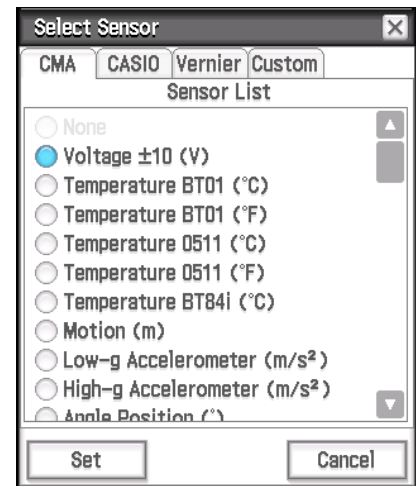 Select Sensor
CMA CASIO Vernier Custom
Sensor List
None
Voltage ±10 (V)
Temperature BT01 (°C)
Temperature BT01 (°F)
Temperature 0511 (°C)
Temperature 0511 (°F)
Temperature BT84i (°C)
Motion (m)
Low-g Accelerometer (m/s²)
High-g Accelerometer (m/s²)
Angle Position (°)
Set Cancel